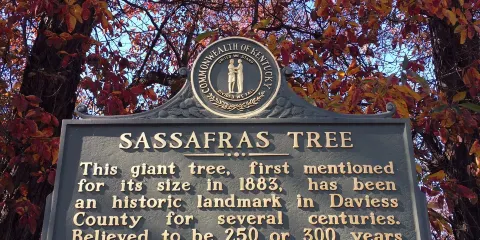 COMMONWEALTH OF KENTUCKY
SASSAFRAS TREE
This giant tree, first mentioned
for its size in 1883, has been
an historic landmark in Daviess
County for several centuries.
Believed to be 250 or 300 years